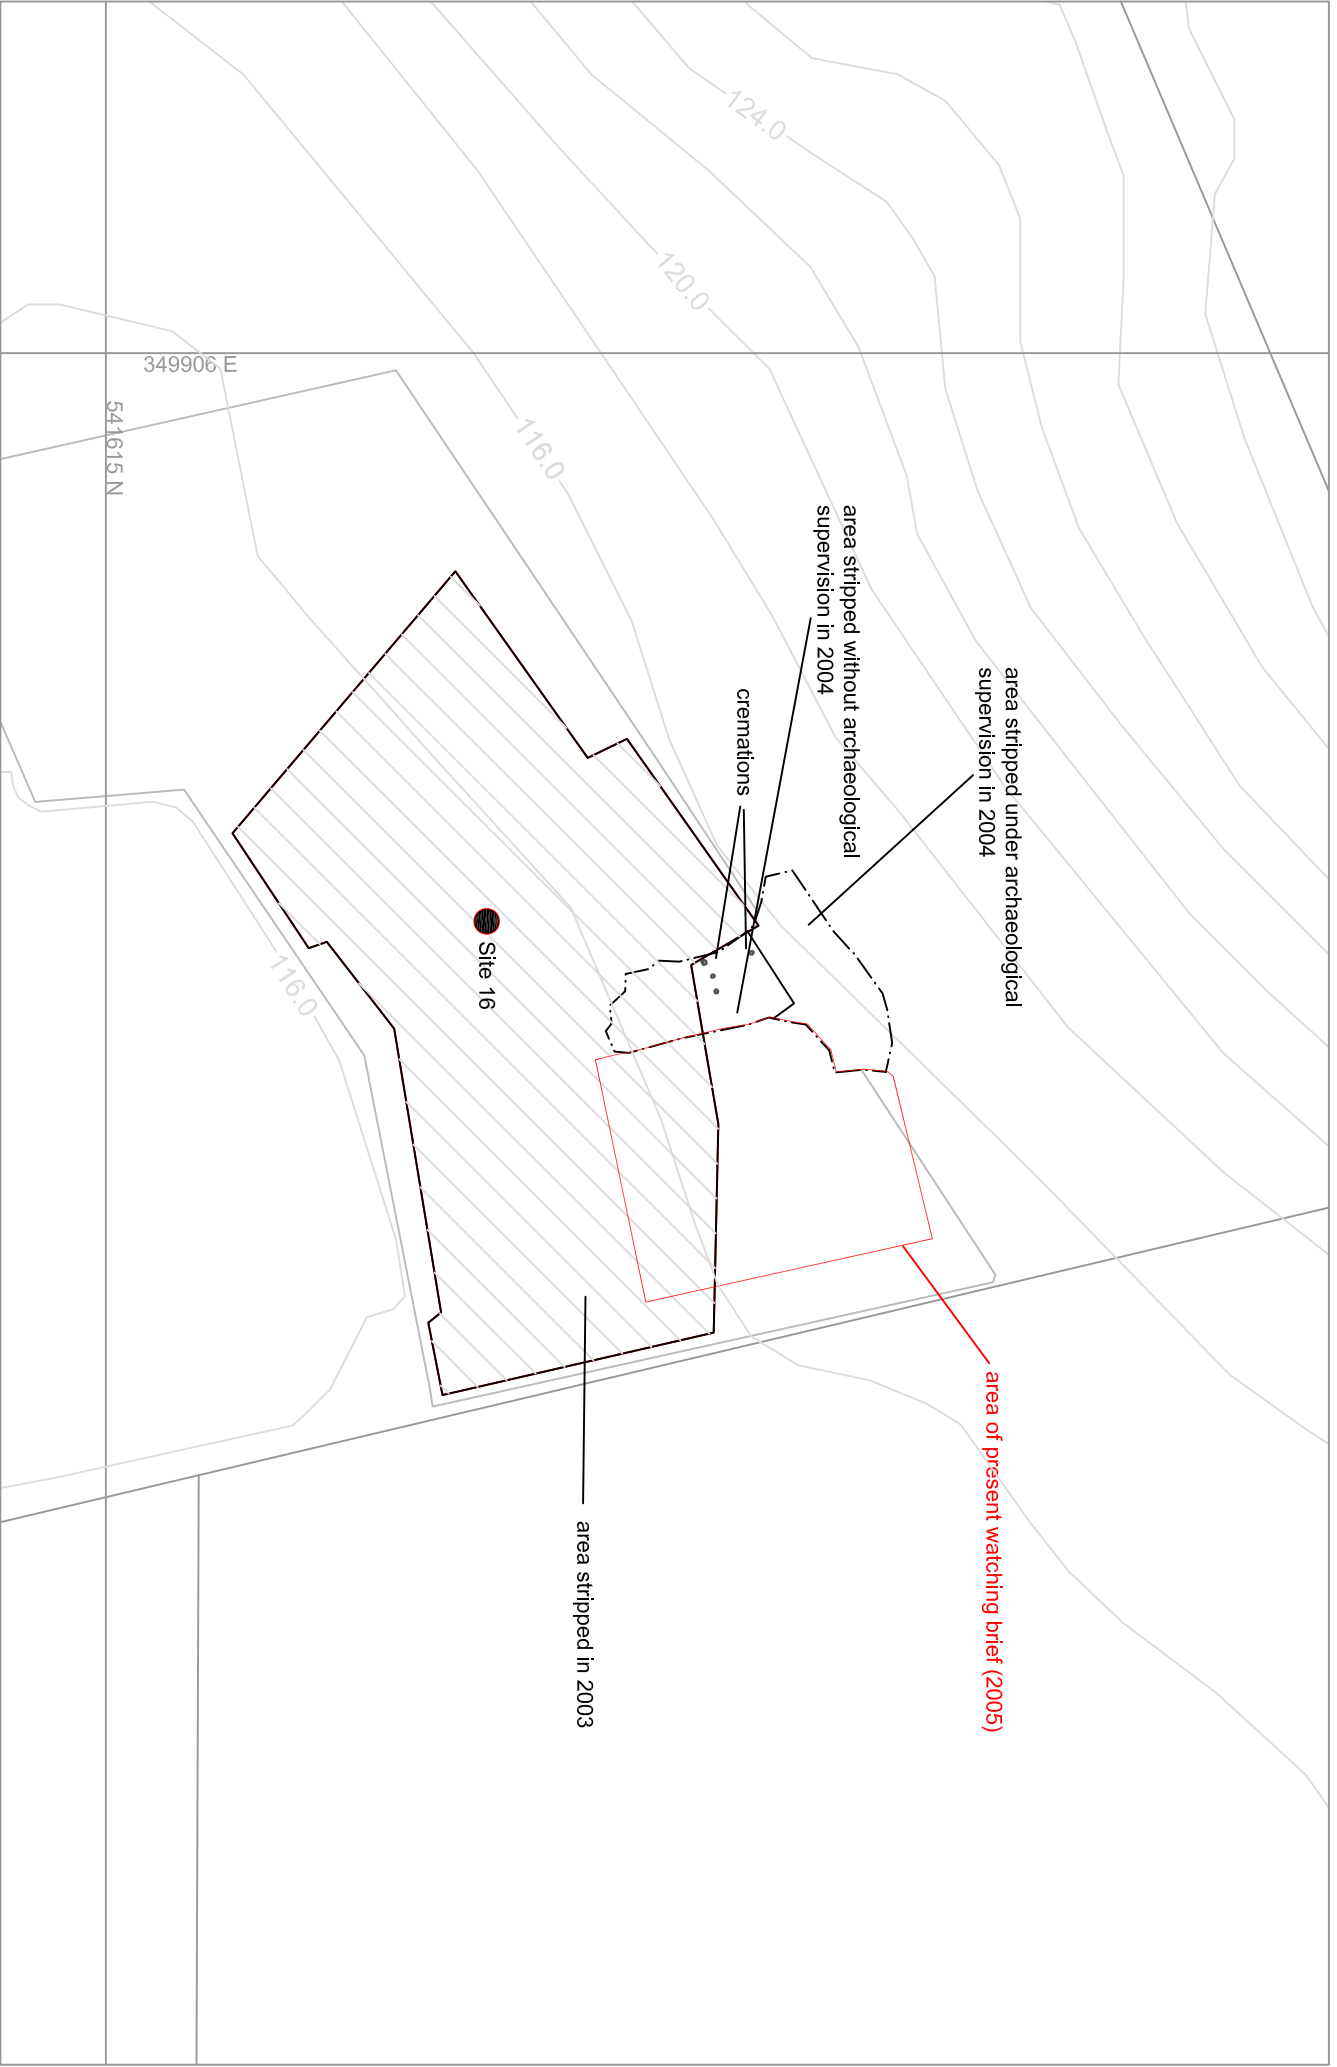 124.0
120.0
116.0
349906 E
541615 N
area stripped without archaeological
supervision in 2004
area stripped under archaeological
supervision in 2004
cremations
Site 16
116.0
area of present watching brief (2005)
area stripped in 2003